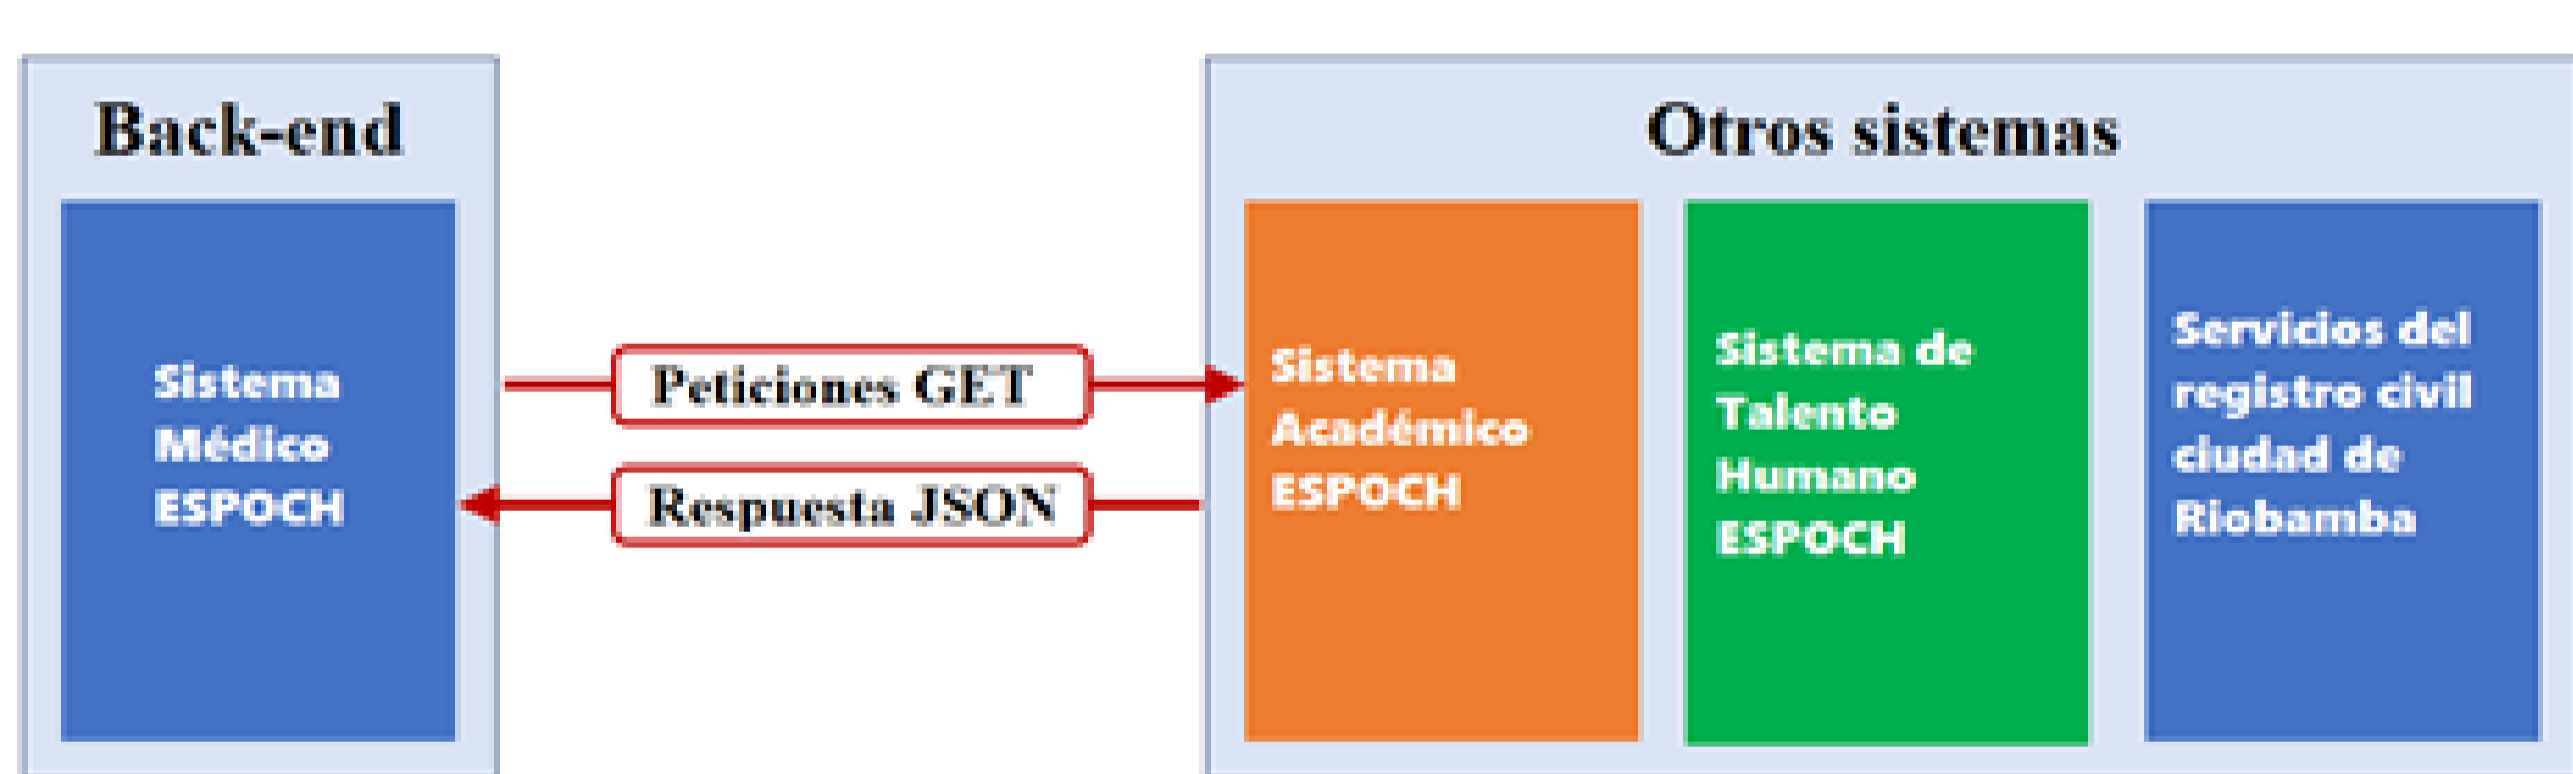 Back-end
Sistema
Médico
ESPOCH
Peticiones GET
Respuesta JSON
Otros sistemas
Sistema
Académico
ESPOCH
Sistema de
Talento
Humano
ESPOCH
Servicios del
registro civil
ciudad de
Riobamba